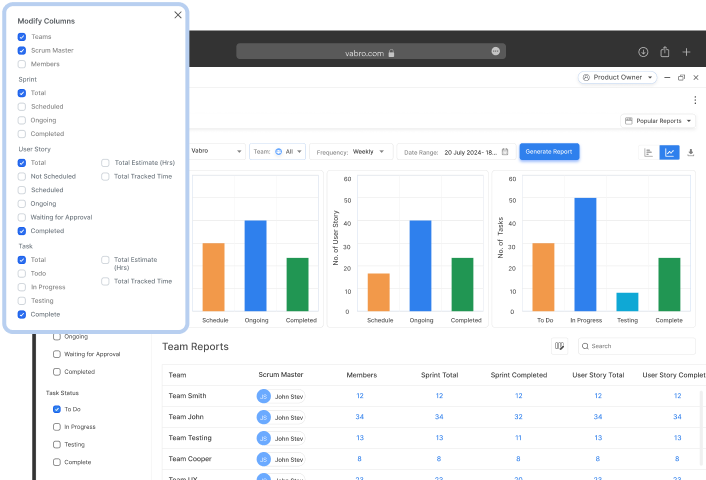 Modify Columns
Teams
Scrum Master
Members
Sprint
Total
Scheduled
Ongoing
Completed
User Story
Total
Total Estimate (Hrs)
Not Scheduled
Total Tracked Time
Scheduled
Ongoing
Waiting for Approval
Completed
Task
Total
Total Estimate
(Hrs)
Todo
In Progress
Total Tracked Time
Testing
Complete
vabro.com
Product Owner
Popular Reports
Vabro
Team: All
Frequency: Weekly
Date Range: 20 July 2024- 18...
Generate Report
Schedule Ongoing Completed
No. of User Story
60
50
40
30
20
10
0
Schedule Ongoing Completed
No. of Tasks
60
50
40
30
20
10
0
To Do In Progress Testing Complete
Ongoing
Waiting for Approval
Completed
Task Status
To Do
In Progress
Testing
Complete
Team Reports
Search
Team Scrum Master Members Sprint Total Sprint Completed User Story Total User Story Complet
Team Smith JS John Stev 12 12 12 12 12
Team John JS John Stev 34 34 32 34 34
Team Testing JS John Stev 13 13 11 13 13
Team Cooper JS John Stev 8 8 8 8 8
Team UX JS John Stev 23 23 20 23 23